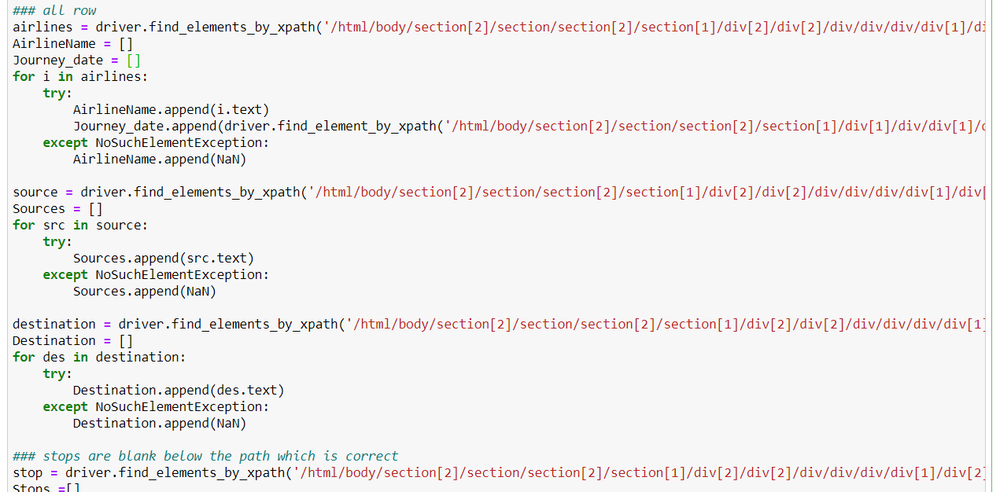 ### all row
airlines = driver.find_elements_by_xpath('/html/body/section[2]/section/section[2]/section[1]/div[2]/div[2]/div/div/div/div[1]/di
AirlineName = []
Journey_date = []
for i in airlines:
    try:
        AirlineName.append(i.text)
        Journey_date.append(driver.find_element_by_xpath('/html/body/section[2]/section/section[2]/section[1]/div[1]/div/div[1]/d
    except NoSuchElementException:
        AirlineName.append(NaN)
source = driver.find_elements_by_xpath('/html/body/section[2]/section/section[2]/section[1]/div[2]/div[2]/div/div/div/div[1]/div[
Sources = []
for src in source:
    try:
        Sources.append(src.text)
    except NoSuchElementException:
        Sources.append(NaN)
destination = driver.find_elements_by_xpath('/html/body/section[2]/section/section[2]/section[1]/div[2]/div[2]/div/div/div/div[1]
Destination = []
for des in destination:
    try:
        Destination.append(des.text)
    except NoSuchElementException:
        Destination.append(NaN)
### stops are blank below the path which is correct
stop = driver.find_elements_by_xpath('/html/body/section[2]/section/section[2]/section[1]/div[2]/div[2]/div/div/div/div[1]/div[2]
Stops =[]